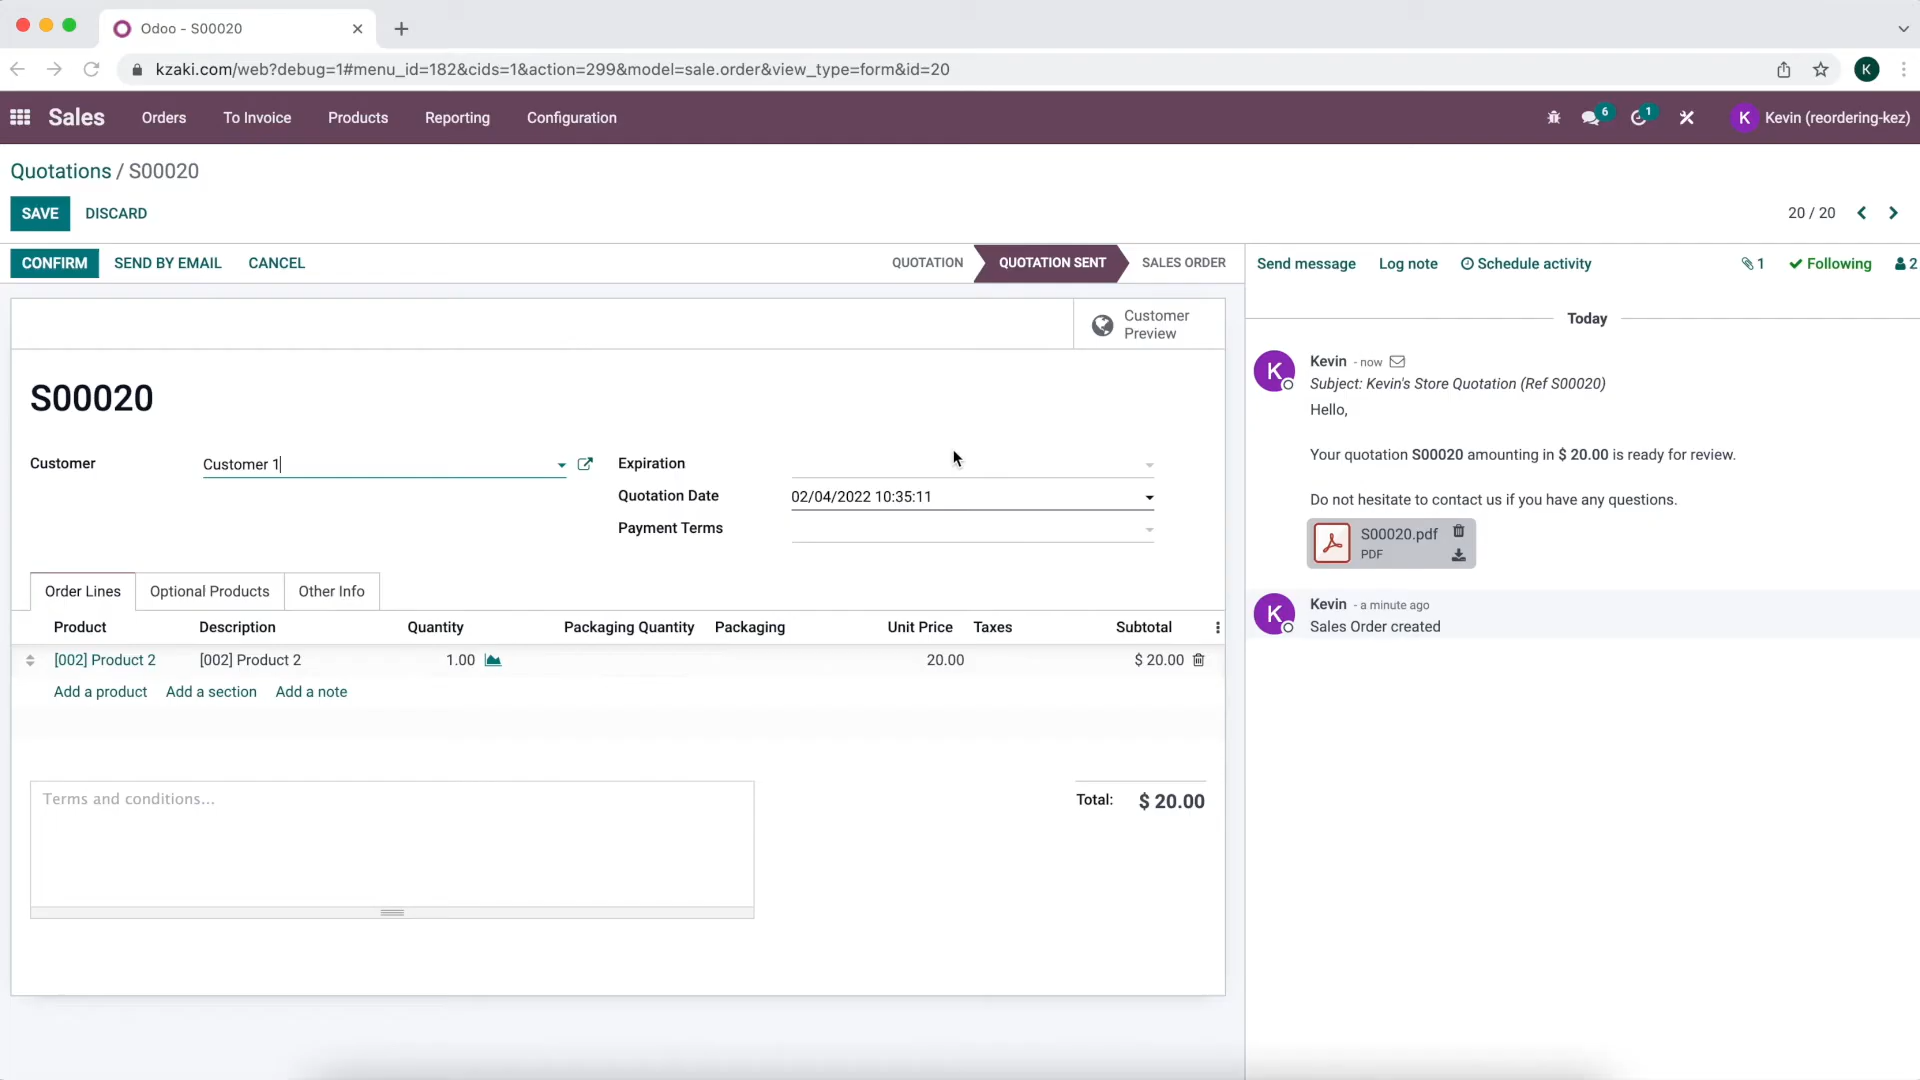 Odoo - S00020
kzaki.com/web?debug=1#menu_id=182&cids=1&action=299&model=sale.order&view_type=form&id=20
K
Sales
Orders
To Invoice
Products
Reporting
Configuration
6
1
K
Kevin (reordering-kez)
Quotations / S00020
SAVE
DISCARD
20 / 20
CONFIRM
SEND BY EMAIL
CANCEL
QUOTATION
QUOTATION SENT
SALES ORDER
Send message
Log note
Schedule activity
1
Following
2
Customer
Preview
S00020
Customer
Customer 1
Expiration
Quotation Date
02/04/2022 10:35:11
Payment Terms
Order Lines
Optional Products
Other Info
Product
Description
Quantity
Packaging Quantity
Packaging
Unit Price
Taxes
Subtotal
[002] Product 2
[002] Product 2
1.00
20.00
$ 20.00
Add a product
Add a section
Add a note
Terms and conditions...
Total:
$ 20.00
Today
K
Kevin - now
Subject: Kevin's Store Quotation (Ref S00020)
Hello,
Your quotation S00020 amounting in $ 20.00 is ready for review.
Do not hesitate to contact us if you have any questions.
S00020.pdf
PDF
K
Kevin - a minute ago
Sales Order created